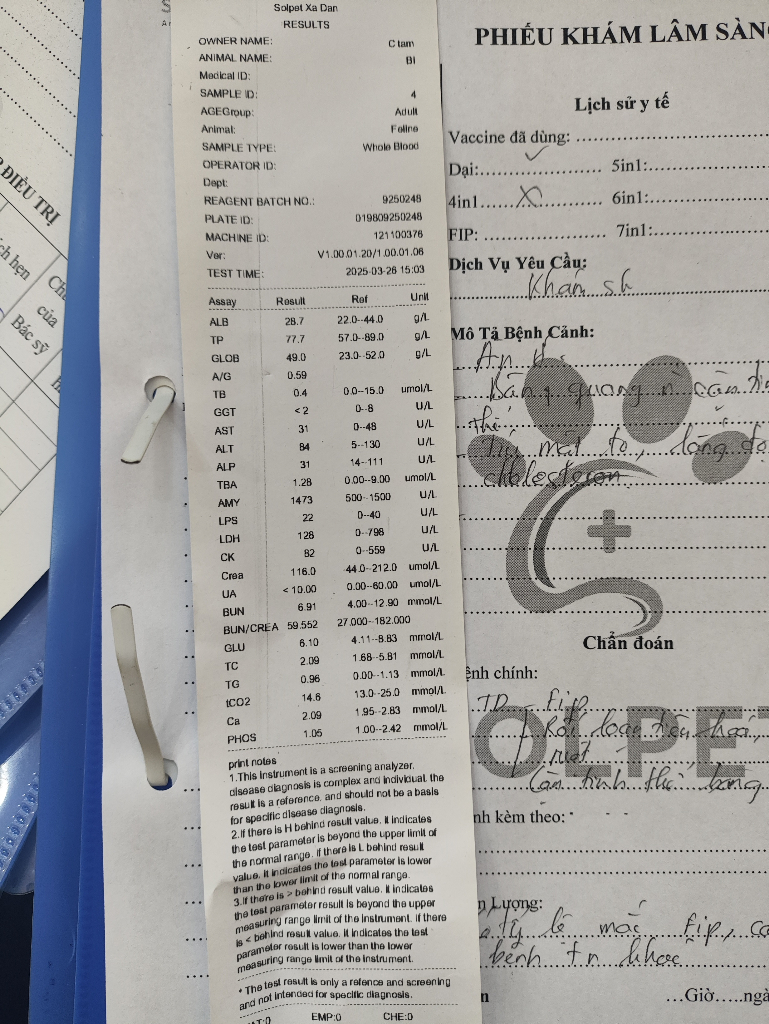 Solpet Xa Dan
RESULTS
OWNER NAME: C tam
ANIMAL NAME: BI
Medical ID:
SAMPLE ID: 4
AGEGroup: Adult
Animal: Feline
SAMPLE TYPE: Whole Blood
OPERATOR ID:
Dept:
REAGENT BATCH NO.: 9250248
PLATE ID: 019809250248
MACHINE ID: 121100376
Ver: V1.00.01.20/1.00.01.06
TEST TIME: 2025-03-26 15:03
Assay Result Ref Unit
ALB 28.7 22.0--44.0 g/L
TP 77.7 57.0--89.0 g/L
GLOB 49.0 23.0--52.0 g/L
A/G 0.59
TB 0.4 0.0--15.0 umol/L
GGT <2 0--8 U/L
AST 31 0--48 U/L
ALT 84 5--130 U/L
ALP 31 14--111 U/L
TBA 1.28 0.00--9.00 umol/L
AMY 1473 500--1500 U/L
LPS 22 0--40 U/L
LDH 128 0--798 U/L
CK 82 0--559 U/L
Crea 116.0 44.0--212.0 umol/L
UA <10.00 0.00--60.00 umol/L
BUN 6.91 4.00--12.90 mmol/L
BUN/CREA 59.552 27.000--182.000
GLU 6.10 4.11--8.83 mmol/L
TC 2.09 1.68--5.81 mmol/L
TG 0.96 0.00--1.13 mmol/L
tCO2 14.6 13.0--25.0 mmol/L
Ca 2.09 1.95--2.83 mmol/L
PHOS 1.05 1.00--2.42 mmol/L
print notes
1.This instrument is a screening analyzer.
disease diagnosis is complex and individual. the
result is a reference. and should not be a basis
for specific disease diagnosis.
2.If there is H behind result value. it indicates
the test parameter is beyond the upper limit of
the normal range. if there is L behind result
value. it indicates the test parameter is lower
than the lower limit of the normal range.
3.If there is > behind result value. it indicates
the test parameter result is beyond the upper
measuring range limit of the instrument. if there
is < behind result value. it indicates the test
parameter result is lower than the lower
measuring range limit of the instrument.
* The test result is only a refence and screening
and not intended for specific diagnosis.
EMP:0 CHE:0
PHIẾU KHÁM LÂM SÀN
Lịch sử y tế
Vaccine đã dùng:
Dại: 5in1:
4in1 X 6in1:
FIP: 7in1:
Dịch Vụ Yêu Cầu:
Khám sk
Mô Tả Bệnh Cảnh:
Ăn
Bàng quang
Túi mật to, lắng đọ
cholesteron
Chẩn đoán
ệnh chính:
TD - fip
Rối loạn tiêu hoá,
bàng
OLPET
nh kèm theo:
n Lượng:
tỷ lệ mắc fip,
bệnh tn khác
n ...Giờ.....ngà
ĐIỀU TRỊ
ch hẹn
của
Bác sỹ